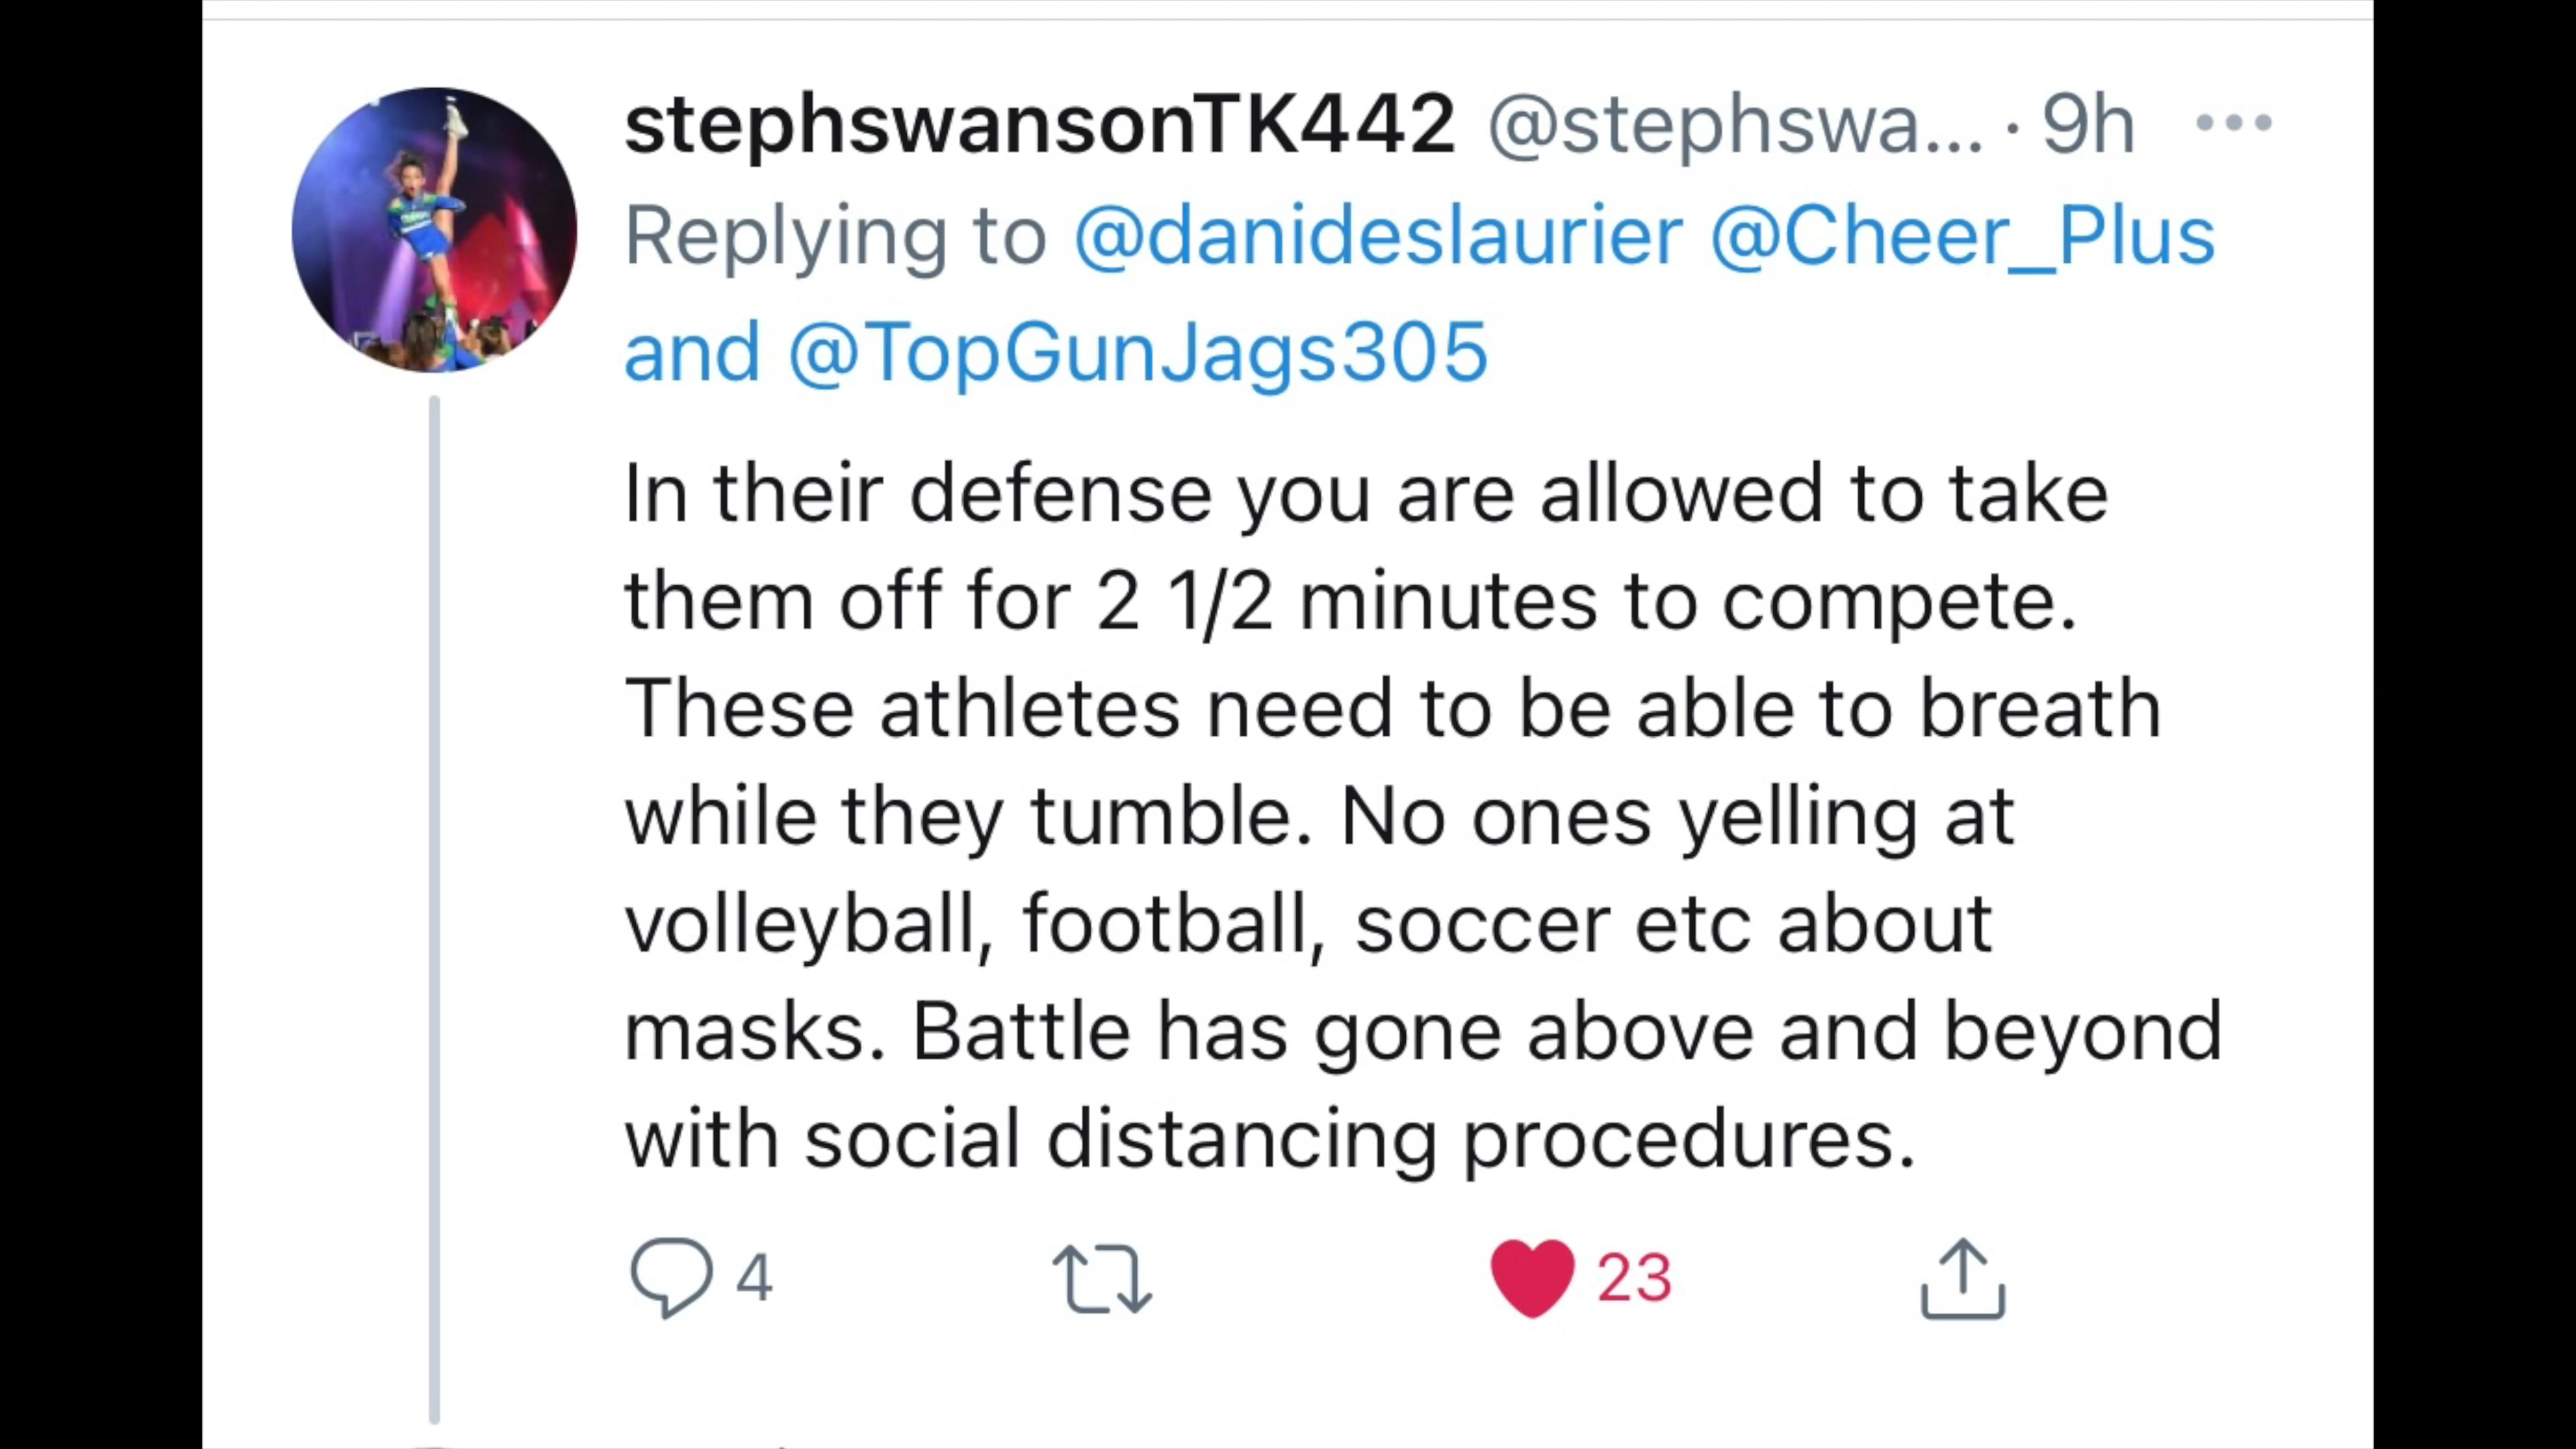 stephswansonTK442 @stephswa... · 9h
Replying to @danideslaurier @Cheer_Plus
and @TopGunJags305
In their defense you are allowed to take
them off for 2 1/2 minutes to compete.
These athletes need to be able to breath
while they tumble. No ones yelling at
volleyball, football, soccer etc about
masks. Battle has gone above and beyond
with social distancing procedures.
4 23